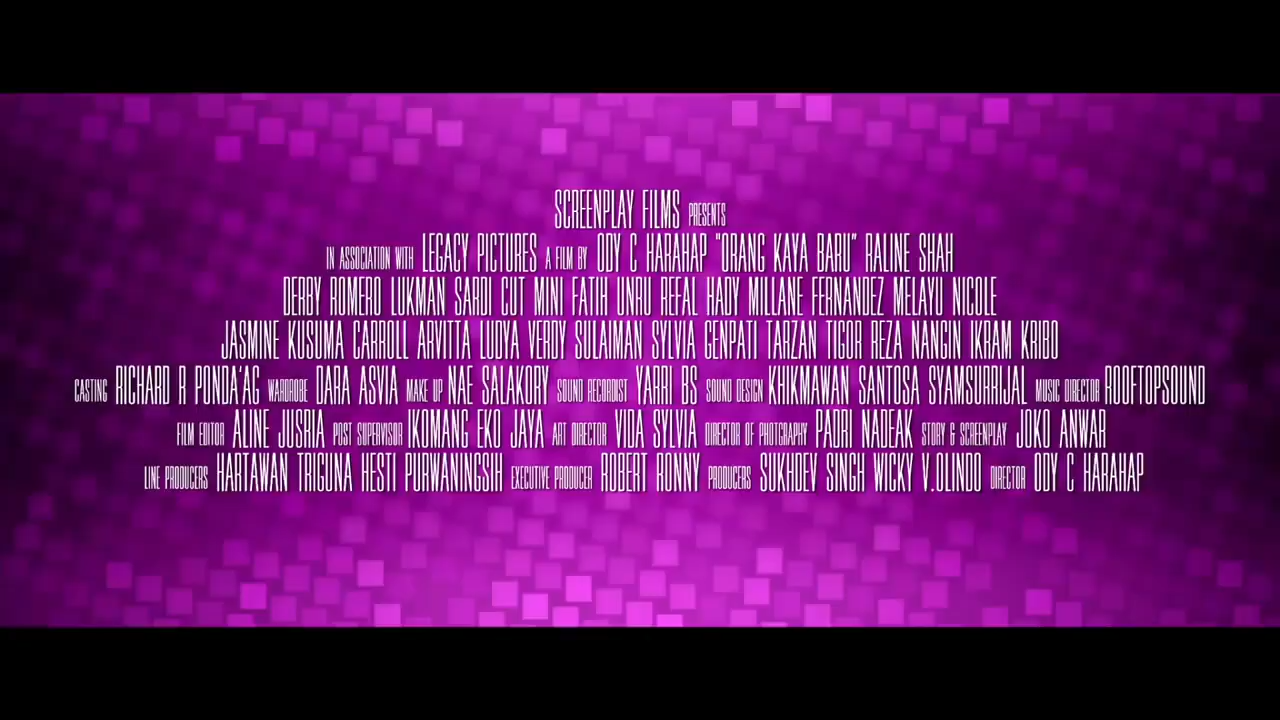 SCREENPLAY FILMS PRESENTS
IN ASSOCIATION WITH LEGACY PICTURES A FILM BY ODY C HARAHAP "ORANG KAYA BARU" RALINE SHAH
DERBY ROMERO LUKMAN SARDI CUT MINI FATIH UNRU REFAL HADY MILLANE FERNANDEZ MELAYU NICOLE
JASMINE KUSUMA CARROLL ARVITTA LUDYA VERDY SULAIMAN SYLVIA GENPATI TARZAN TIGOR REZA NANGIN IKRAM KRIBO
CASTING RICHARD R PONDA'AG WARDROBE DARA ASVIA MAKE UP NAE SALAKORY SOUND RECORDIST YARRI BS SOUND DESIGN KHIKMAWAN SANTOSA SYAMSURRIJAL MUSIC DIRECTOR ROOFTOPSOUND
FILM EDITOR ALINE JUSRIA POST SUPERVISOR IKOMANG EKO JAYA ART DIRECTOR VIDA SYLVIA DIRECTOR OF PHOTGRAPHY PADRI NADEAK STORY & SCREENPLAY JOKO ANWAR
LINE PRODUCERS HARTAWAN TRIGUNA HESTI PURWANINGSIH EXECUTIVE PRODUCER ROBERT RONNY PRODUCERS SUKHDEV SINGH WICKY V.OLINDO DIRECTOR ODY C HARAHAP